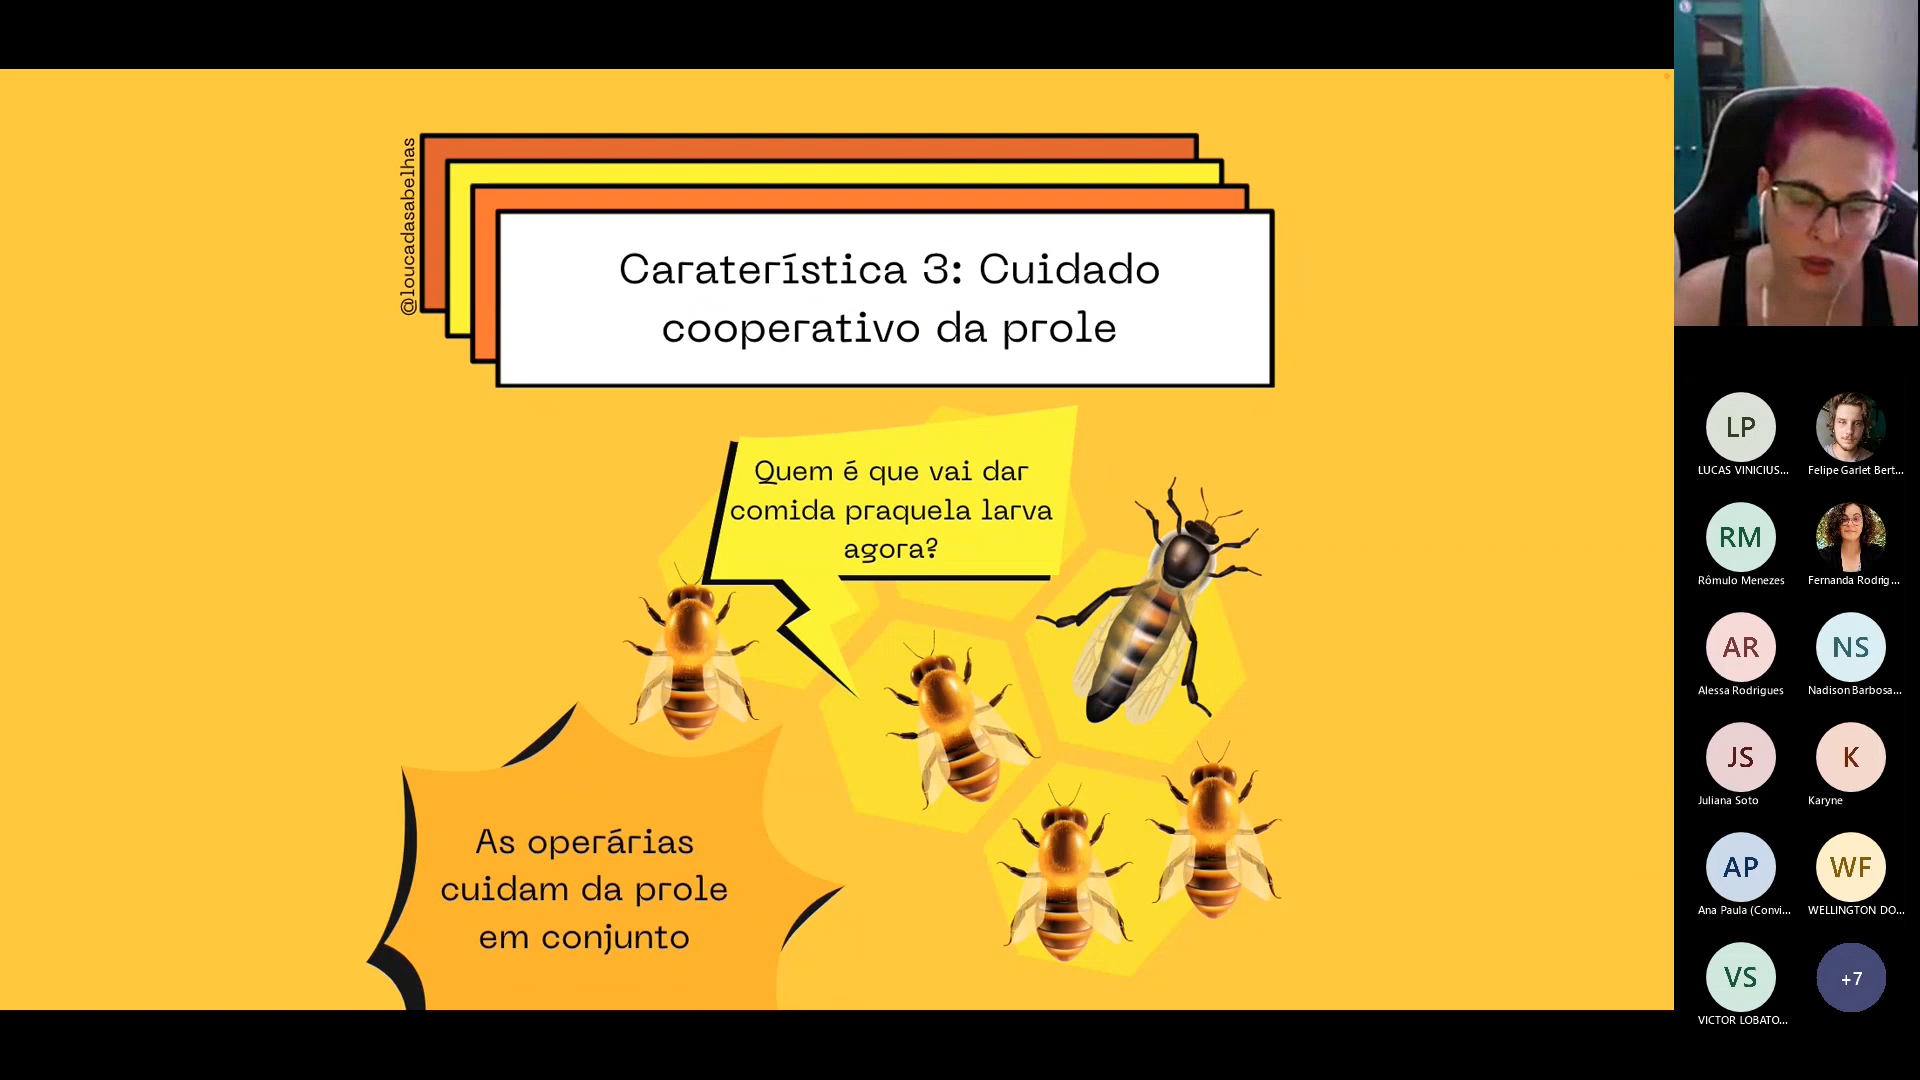 @loucadasabelhas
Caraterística 3: Cuidado
cooperativo da prole
Quem é que vai dar
comida praquela larva
agora?
As operárias
cuidam da prole
em conjunto
LP
LUCAS VINICIUS...
Felipe Garlet Bert...
RM
Rômulo Menezes
Fernanda Rodrig...
AR
Alessa Rodrigues
NS
Nadison Barbosa...
JS
Juliana Soto
K
Karyne
AP
Ana Paula (Convi...
WF
WELLINGTON DO...
VS
VICTOR LOBATO...
+7